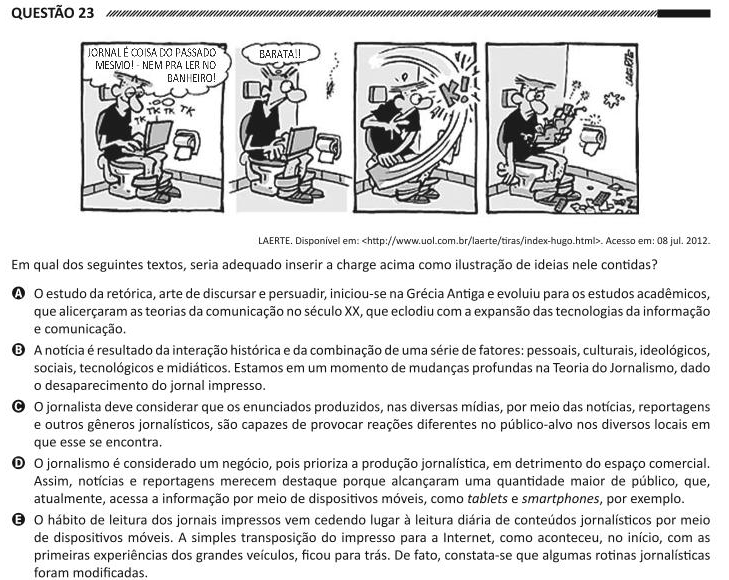 QUESTÃO 23
JORNAL É COISA DO PASSADO
MESMO! - NEM PRA LER NO
BANHEIRO!
TK TK TK
TK
BARATA!!
K!
LAERTE
LAERTE. Disponível em: <http://www.uol.com.br/laerte/tiras/index-hugo.html>. Acesso em: 08 jul. 2012.
Em qual dos seguintes textos, seria adequado inserir a charge acima como ilustração de ideias nele contidas?
A O estudo da retórica, arte de discursar e persuadir, iniciou-se na Grécia Antiga e evoluiu para os estudos acadêmicos,
que alicerçaram as teorias da comunicação no século XX, que eclodiu com a expansão das tecnologias da informação
e comunicação.
B A notícia é resultado da interação histórica e da combinação de uma série de fatores: pessoais, culturais, ideológicos,
sociais, tecnológicos e midiáticos. Estamos em um momento de mudanças profundas na Teoria do Jornalismo, dado
o desaparecimento do jornal impresso.
C O jornalista deve considerar que os enunciados produzidos, nas diversas mídias, por meio das notícias, reportagens
e outros gêneros jornalísticos, são capazes de provocar reações diferentes no público-alvo nos diversos locais em
que esse se encontra.
D O jornalismo é considerado um negócio, pois prioriza a produção jornalística, em detrimento do espaço comercial.
Assim, notícias e reportagens merecem destaque porque alcançaram uma quantidade maior de público, que,
atualmente, acessa a informação por meio de dispositivos móveis, como tablets e smartphones, por exemplo.
E O hábito de leitura dos jornais impressos vem cedendo lugar à leitura diária de conteúdos jornalísticos por meio
de dispositivos móveis. A simples transposição do impresso para a Internet, como aconteceu, no início, com as
primeiras experiências dos grandes veículos, ficou para trás. De fato, constata-se que algumas rotinas jornalísticas
foram modificadas.